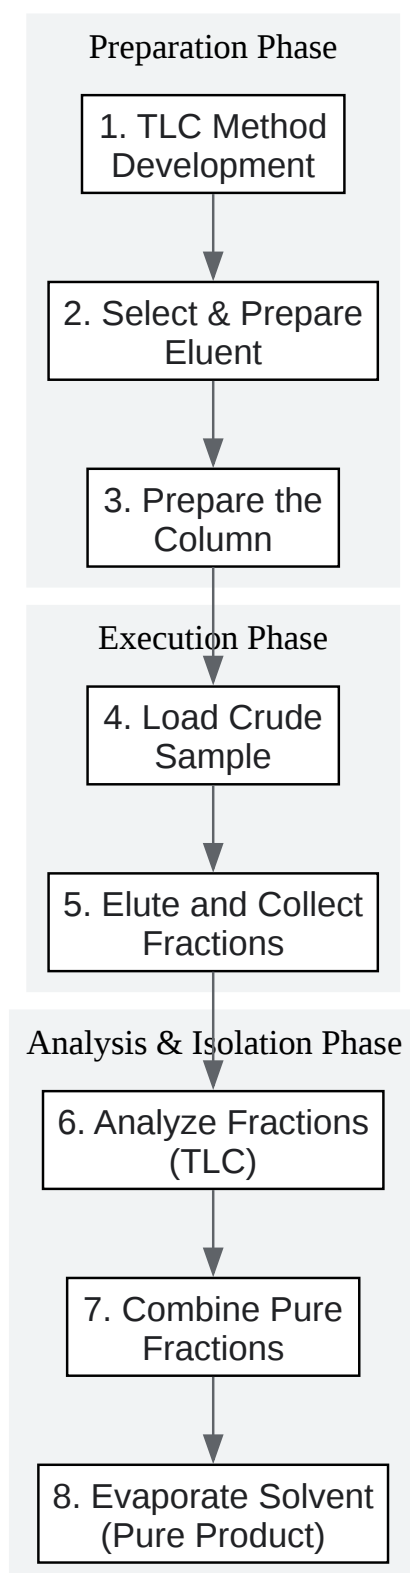 Preparation Phase
1. TLC Method
Development
2. Select & Prepare
Eluent
3. Prepare the
Column
Execution Phase
4. Load Crude
Sample
5. Elute and Collect
Fractions
Analysis & Isolation Phase
6. Analyze Fractions
(TLC)
7. Combine Pure
Fractions
8. Evaporate Solvent
(Pure Product)